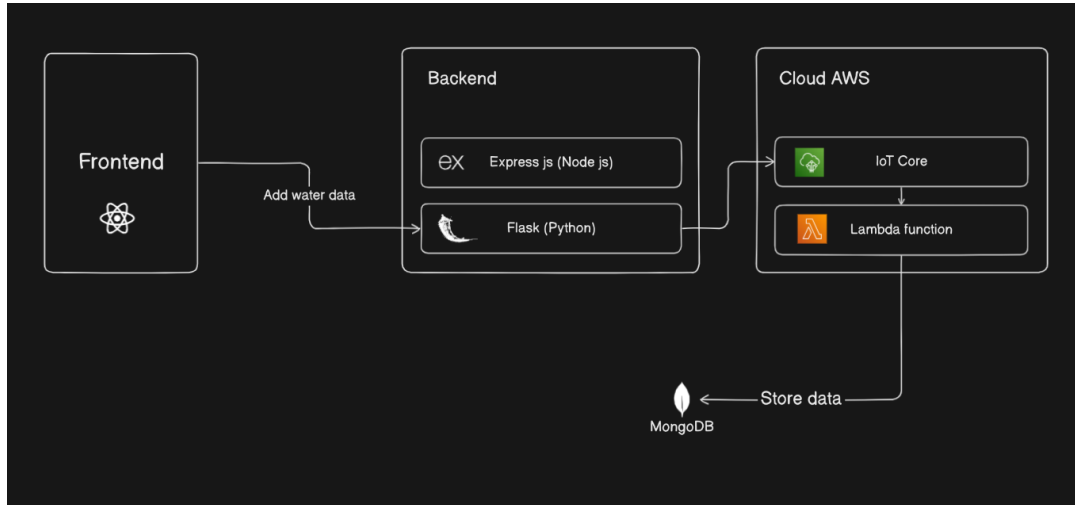 Frontend
Add water data
Backend
ex
Express js (Node js)
Flask (Python)
Cloud AWS
IoT Core
Lambda function
Store data
MongoDB